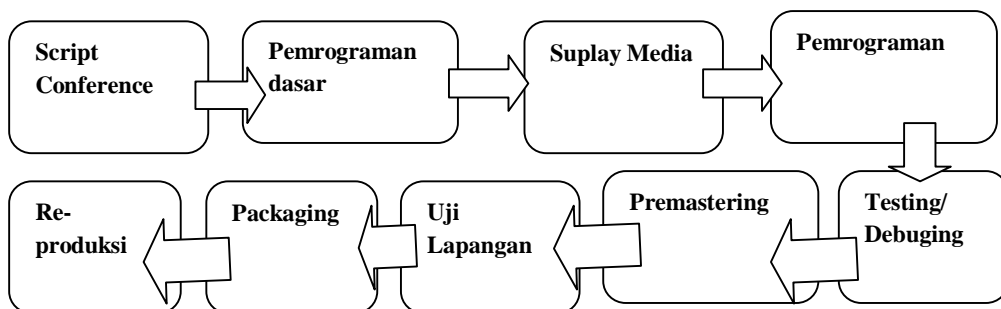 Script
Conference
Pemrograman
dasar
Suplay Media
Pemrograman
Testing/
Debuging
Premastering
Uji
Lapangan
Packaging
Re-
produksi